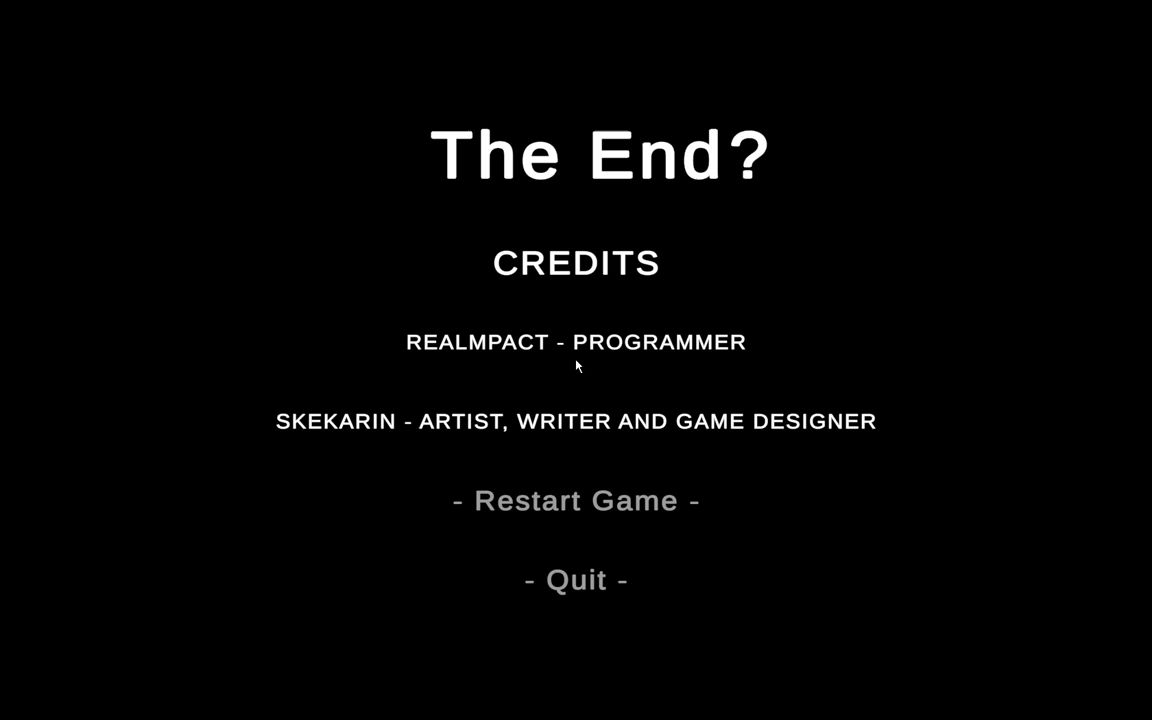 The End?
CREDITS
REALMPACT - PROGRAMMER
SKEKARIN - ARTIST, WRITER AND GAME DESIGNER
- Restart Game -
- Quit -